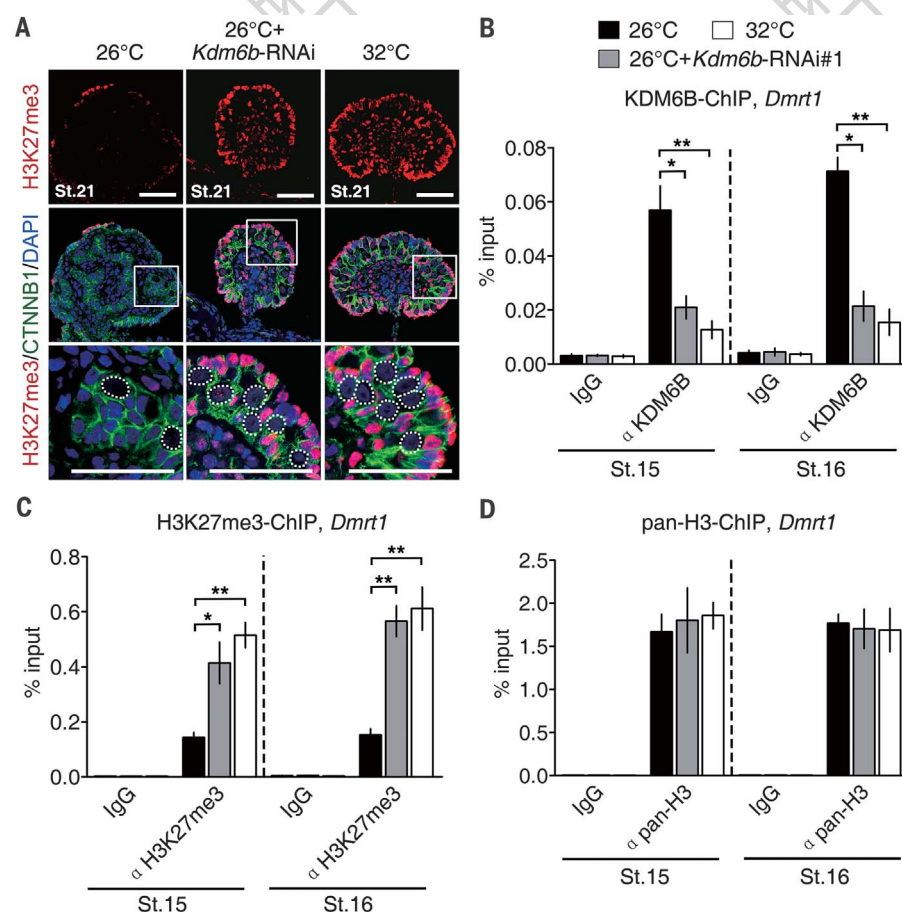 A
26°C
26°C+
Kdm6b-RNAi
32°C
H3K27me3
St.21
St.21
St.21
H3K27me3/CTNNB1/DAPI
B
26°C
32°C
26°C+Kdm6b-RNAi#1
KDM6B-ChIP, Dmrt1
% input
0.08
0.06
0.04
0.02
0.00
**
*
**
*
IgG
α KDM6B
IgG
α KDM6B
St.15
St.16
C
H3K27me3-ChIP, Dmrt1
% input
0.8
0.6
0.4
0.2
0.0
**
*
**
**
IgG
α H3K27me3
IgG
α H3K27me3
St.15
St.16
D
pan-H3-ChIP, Dmrt1
% input
2.5
2.0
1.5
1.0
0.5
0.0
IgG
α pan-H3
IgG
α pan-H3
St.15
St.16